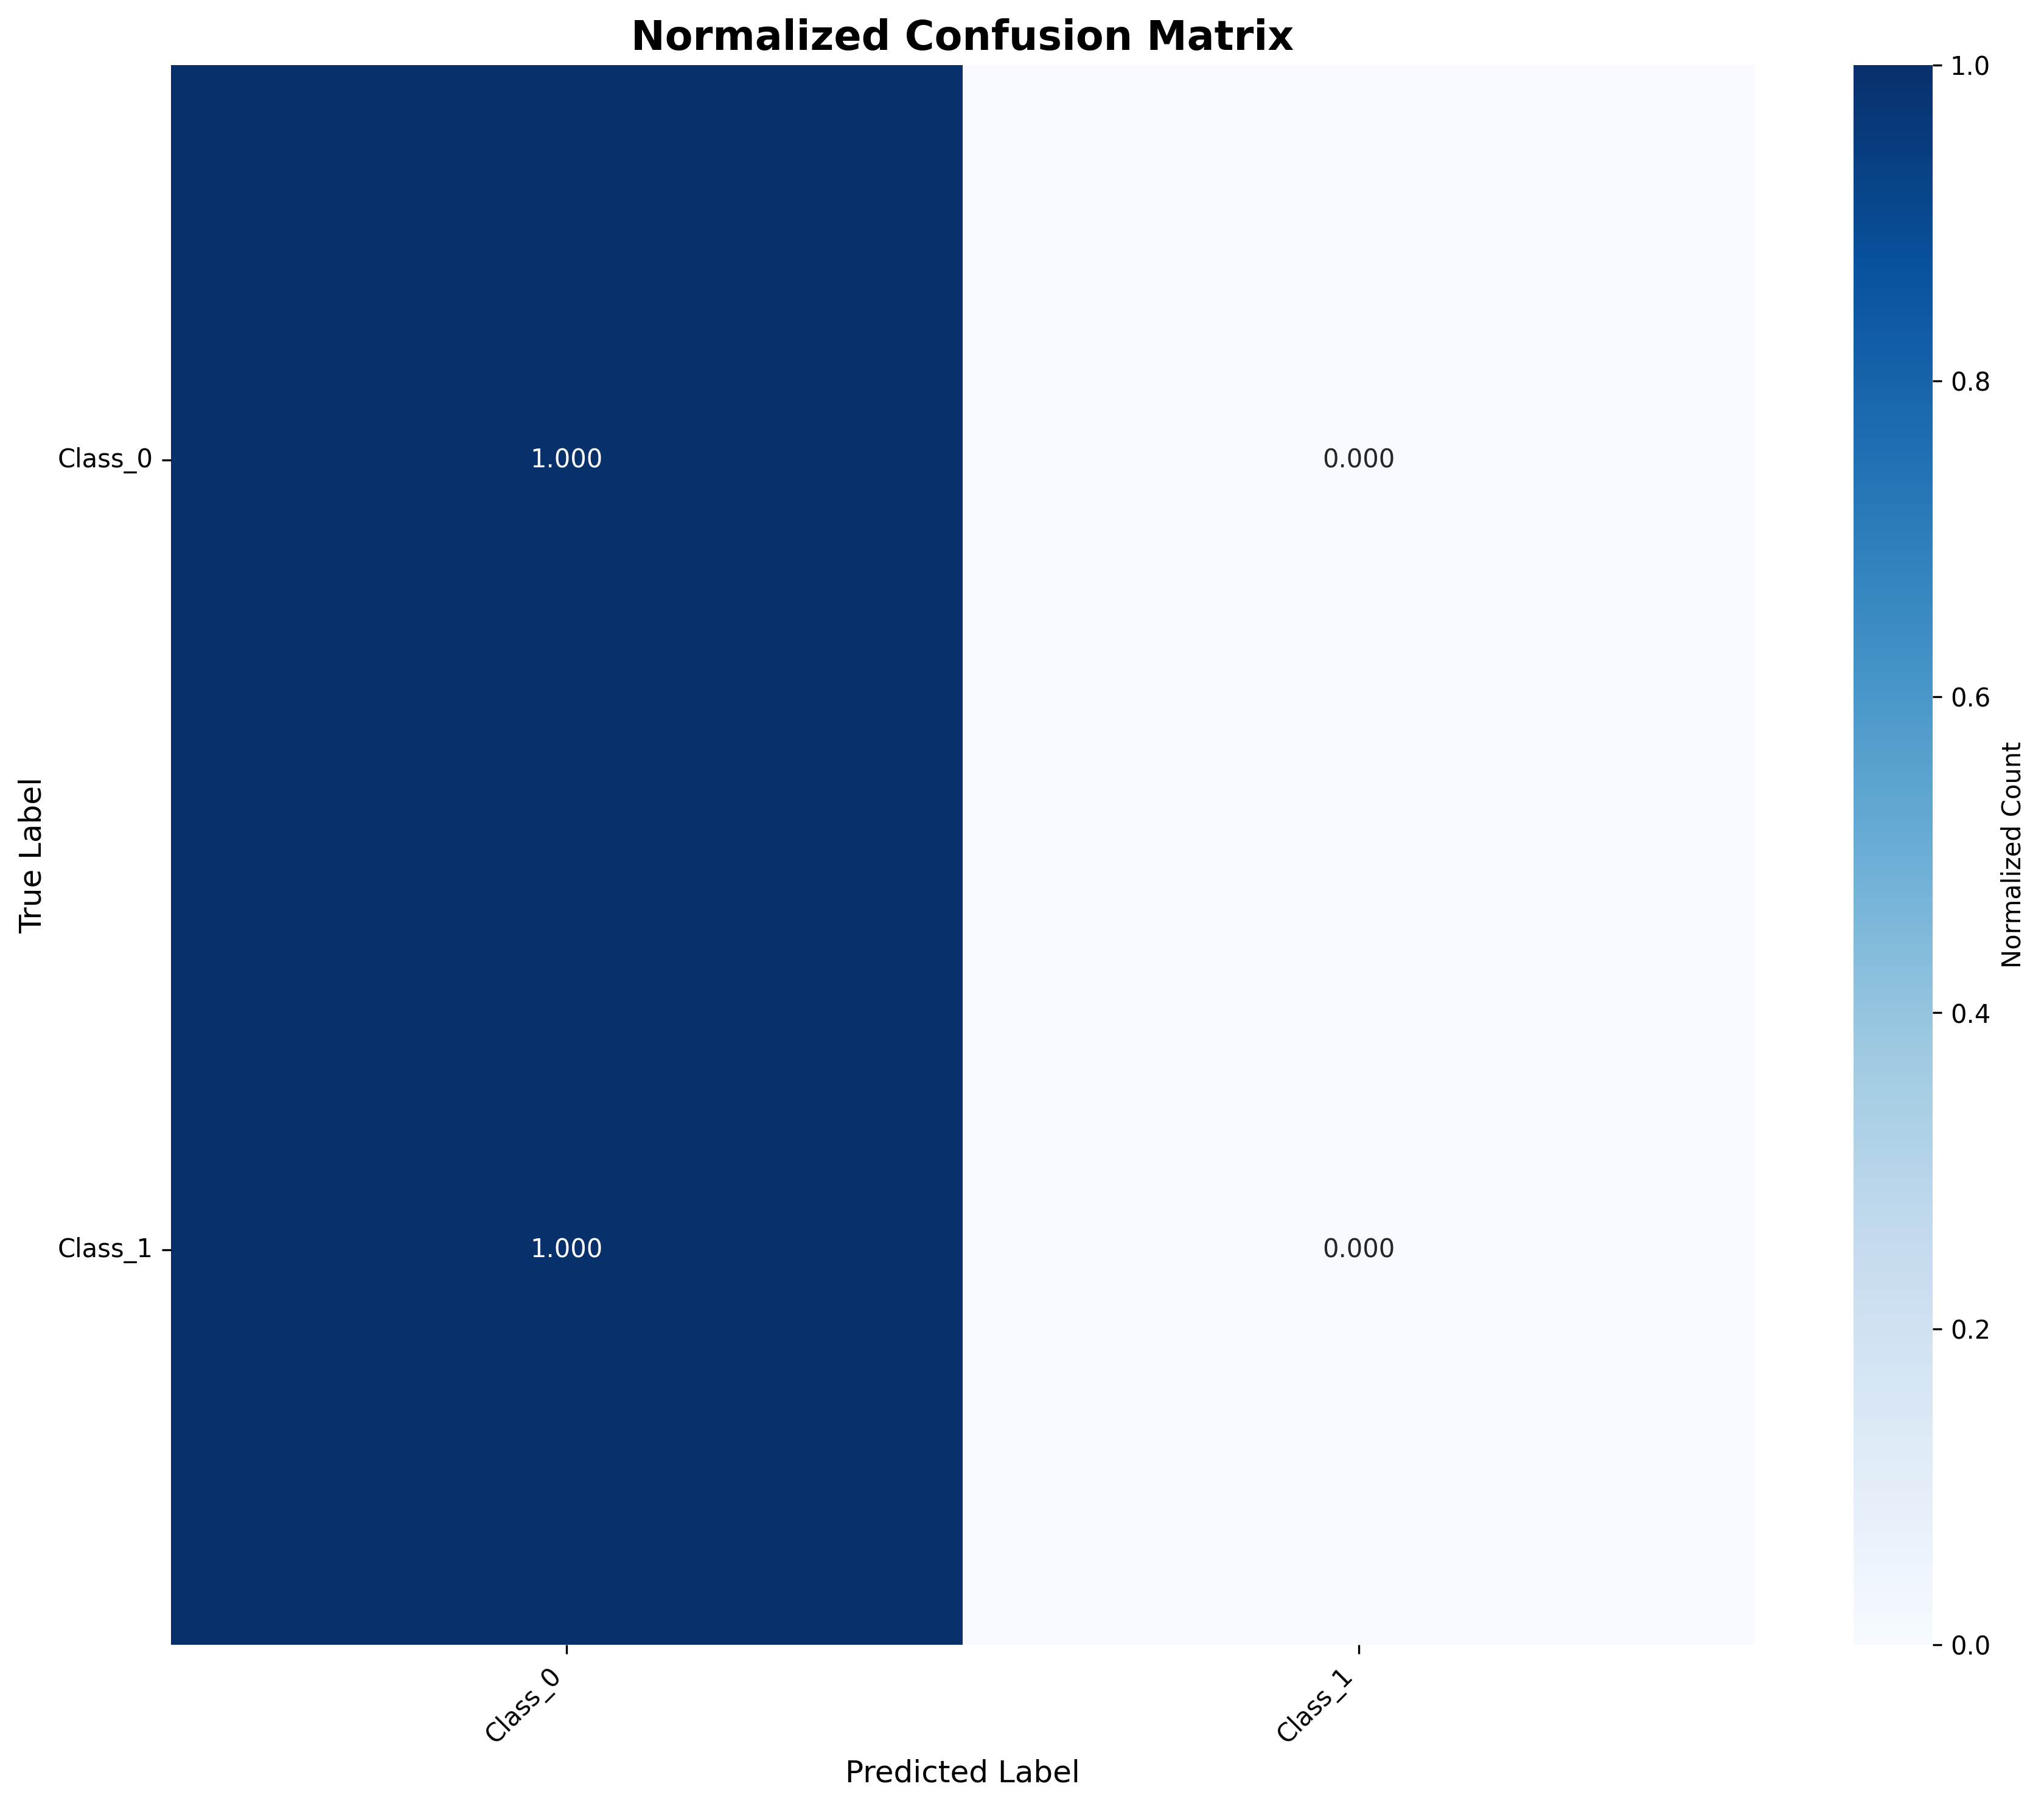 Normalized Confusion Matrix
True Label
Class_0
1.000
0.000
Class_1
1.000
0.000
Class_0
Class_1
Predicted Label
1.0
0.8
0.6
0.4
0.2
0.0
Normalized Count